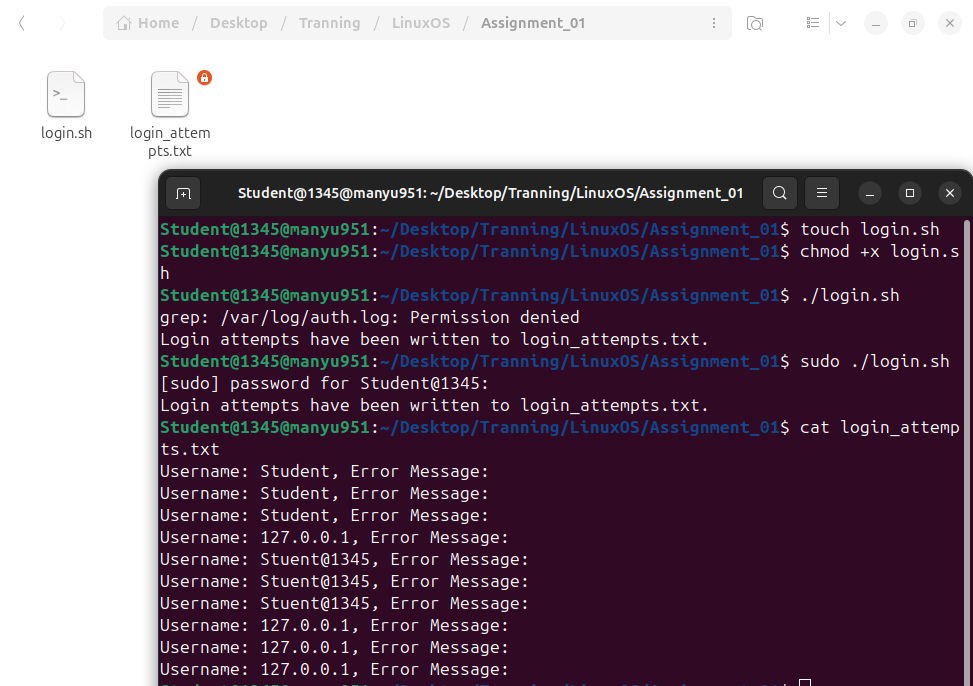 Home / Desktop / Tranning / LinuxOS / Assignment_01
login.sh
login_attem
pts.txt
Student@1345@manyu951: ~/Desktop/Tranning/LinuxOS/Assignment_01
Student@1345@manyu951:~/Desktop/Tranning/LinuxOS/Assignment_01$ touch login.sh
Student@1345@manyu951:~/Desktop/Tranning/LinuxOS/Assignment_01$ chmod +x login.s
h
Student@1345@manyu951:~/Desktop/Tranning/LinuxOS/Assignment_01$ ./login.sh
grep: /var/log/auth.log: Permission denied
Login attempts have been written to login_attempts.txt.
Student@1345@manyu951:~/Desktop/Tranning/LinuxOS/Assignment_01$ sudo ./login.sh
[sudo] password for Student@1345:
Login attempts have been written to login_attempts.txt.
Student@1345@manyu951:~/Desktop/Tranning/LinuxOS/Assignment_01$ cat login_attemp
ts.txt
Username: Student, Error Message:
Username: Student, Error Message:
Username: Student, Error Message:
Username: 127.0.0.1, Error Message:
Username: Stuent@1345, Error Message:
Username: Stuent@1345, Error Message:
Username: Stuent@1345, Error Message:
Username: 127.0.0.1, Error Message:
Username: 127.0.0.1, Error Message:
Username: 127.0.0.1, Error Message: